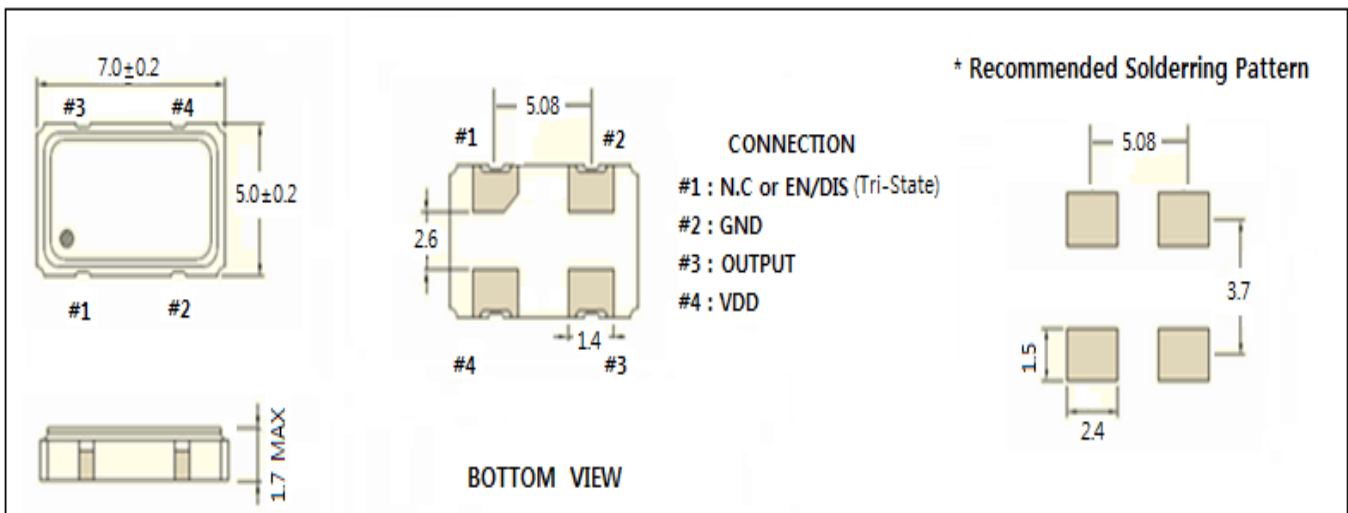 7.0±0.2
#3 #4
5.0±0.2
#1 #2
1.7 MAX
5.08
#1 #2
2.6
1.4
#4 #3
BOTTOM VIEW
CONNECTION
#1 : N.C or EN/DIS (Tri-State)
#2 : GND
#3 : OUTPUT
#4 : VDD
* Recommended Solderring Pattern
5.08
3.7
1.5
2.4